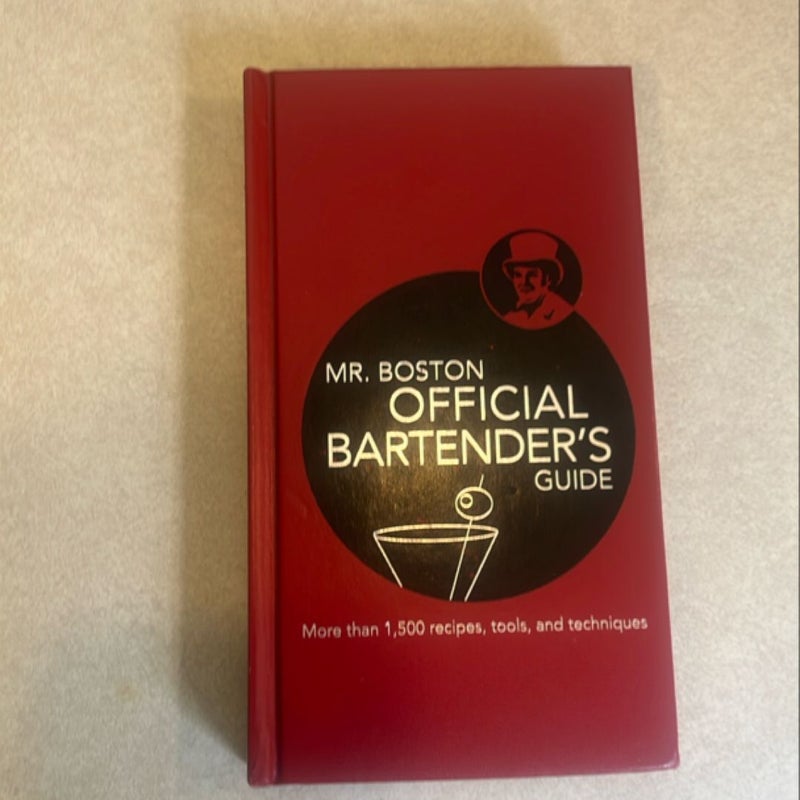 MR. BOSTON
OFFICIAL
BARTENDER'S
GUIDE
More than 1,500 recipes, tools, and techniques